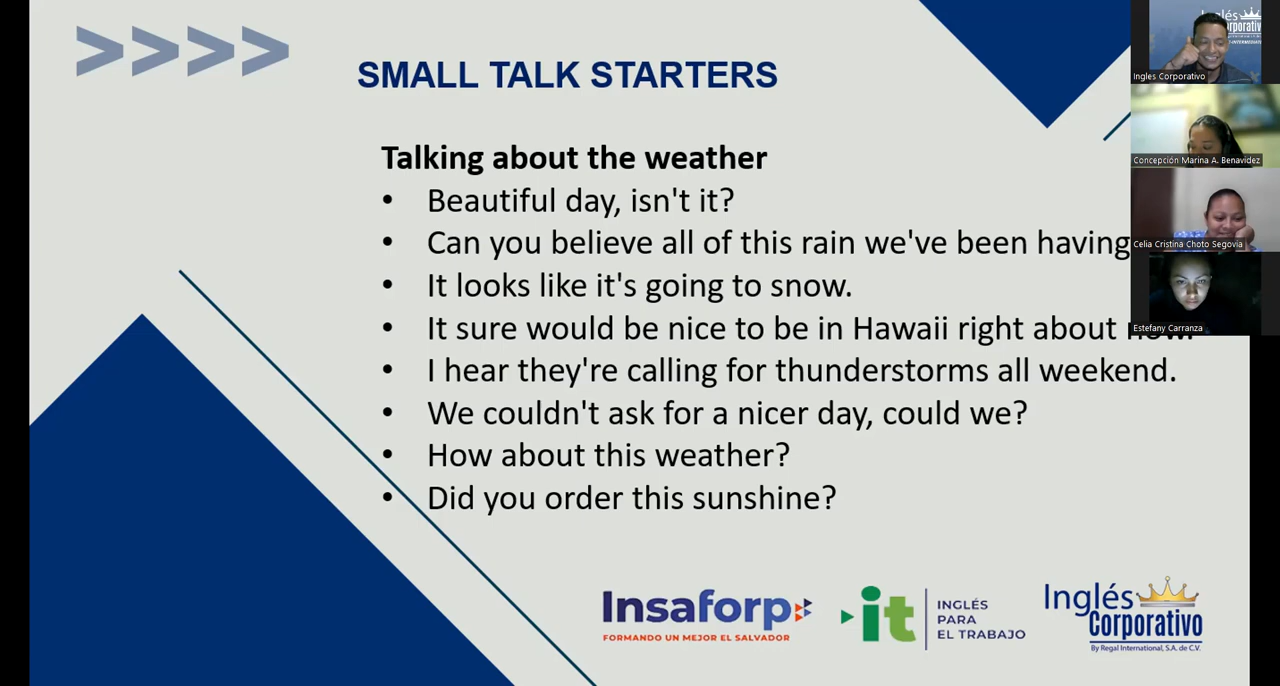 >>>>
SMALL TALK STARTERS
Talking about the weather
• Beautiful day, isn't it?
• Can you believe all of this rain we've been having
• It looks like it's going to snow.
• It sure would be nice to be in Hawaii right about now.
• I hear they're calling for thunderstorms all weekend.
• We couldn't ask for a nicer day, could we?
• How about this weather?
• Did you order this sunshine?
Insaforp
FORMANDO UN MEJOR EL SALVADOR
it
INGLÉS
PARA
EL TRABAJO
Inglés
Corporativo
By Regal International, S.A. de C.V.
Ingles Corporativo
Concepción Marina A. Benavidez
Celia Cristina Choto Segovia
Estefany Carranza